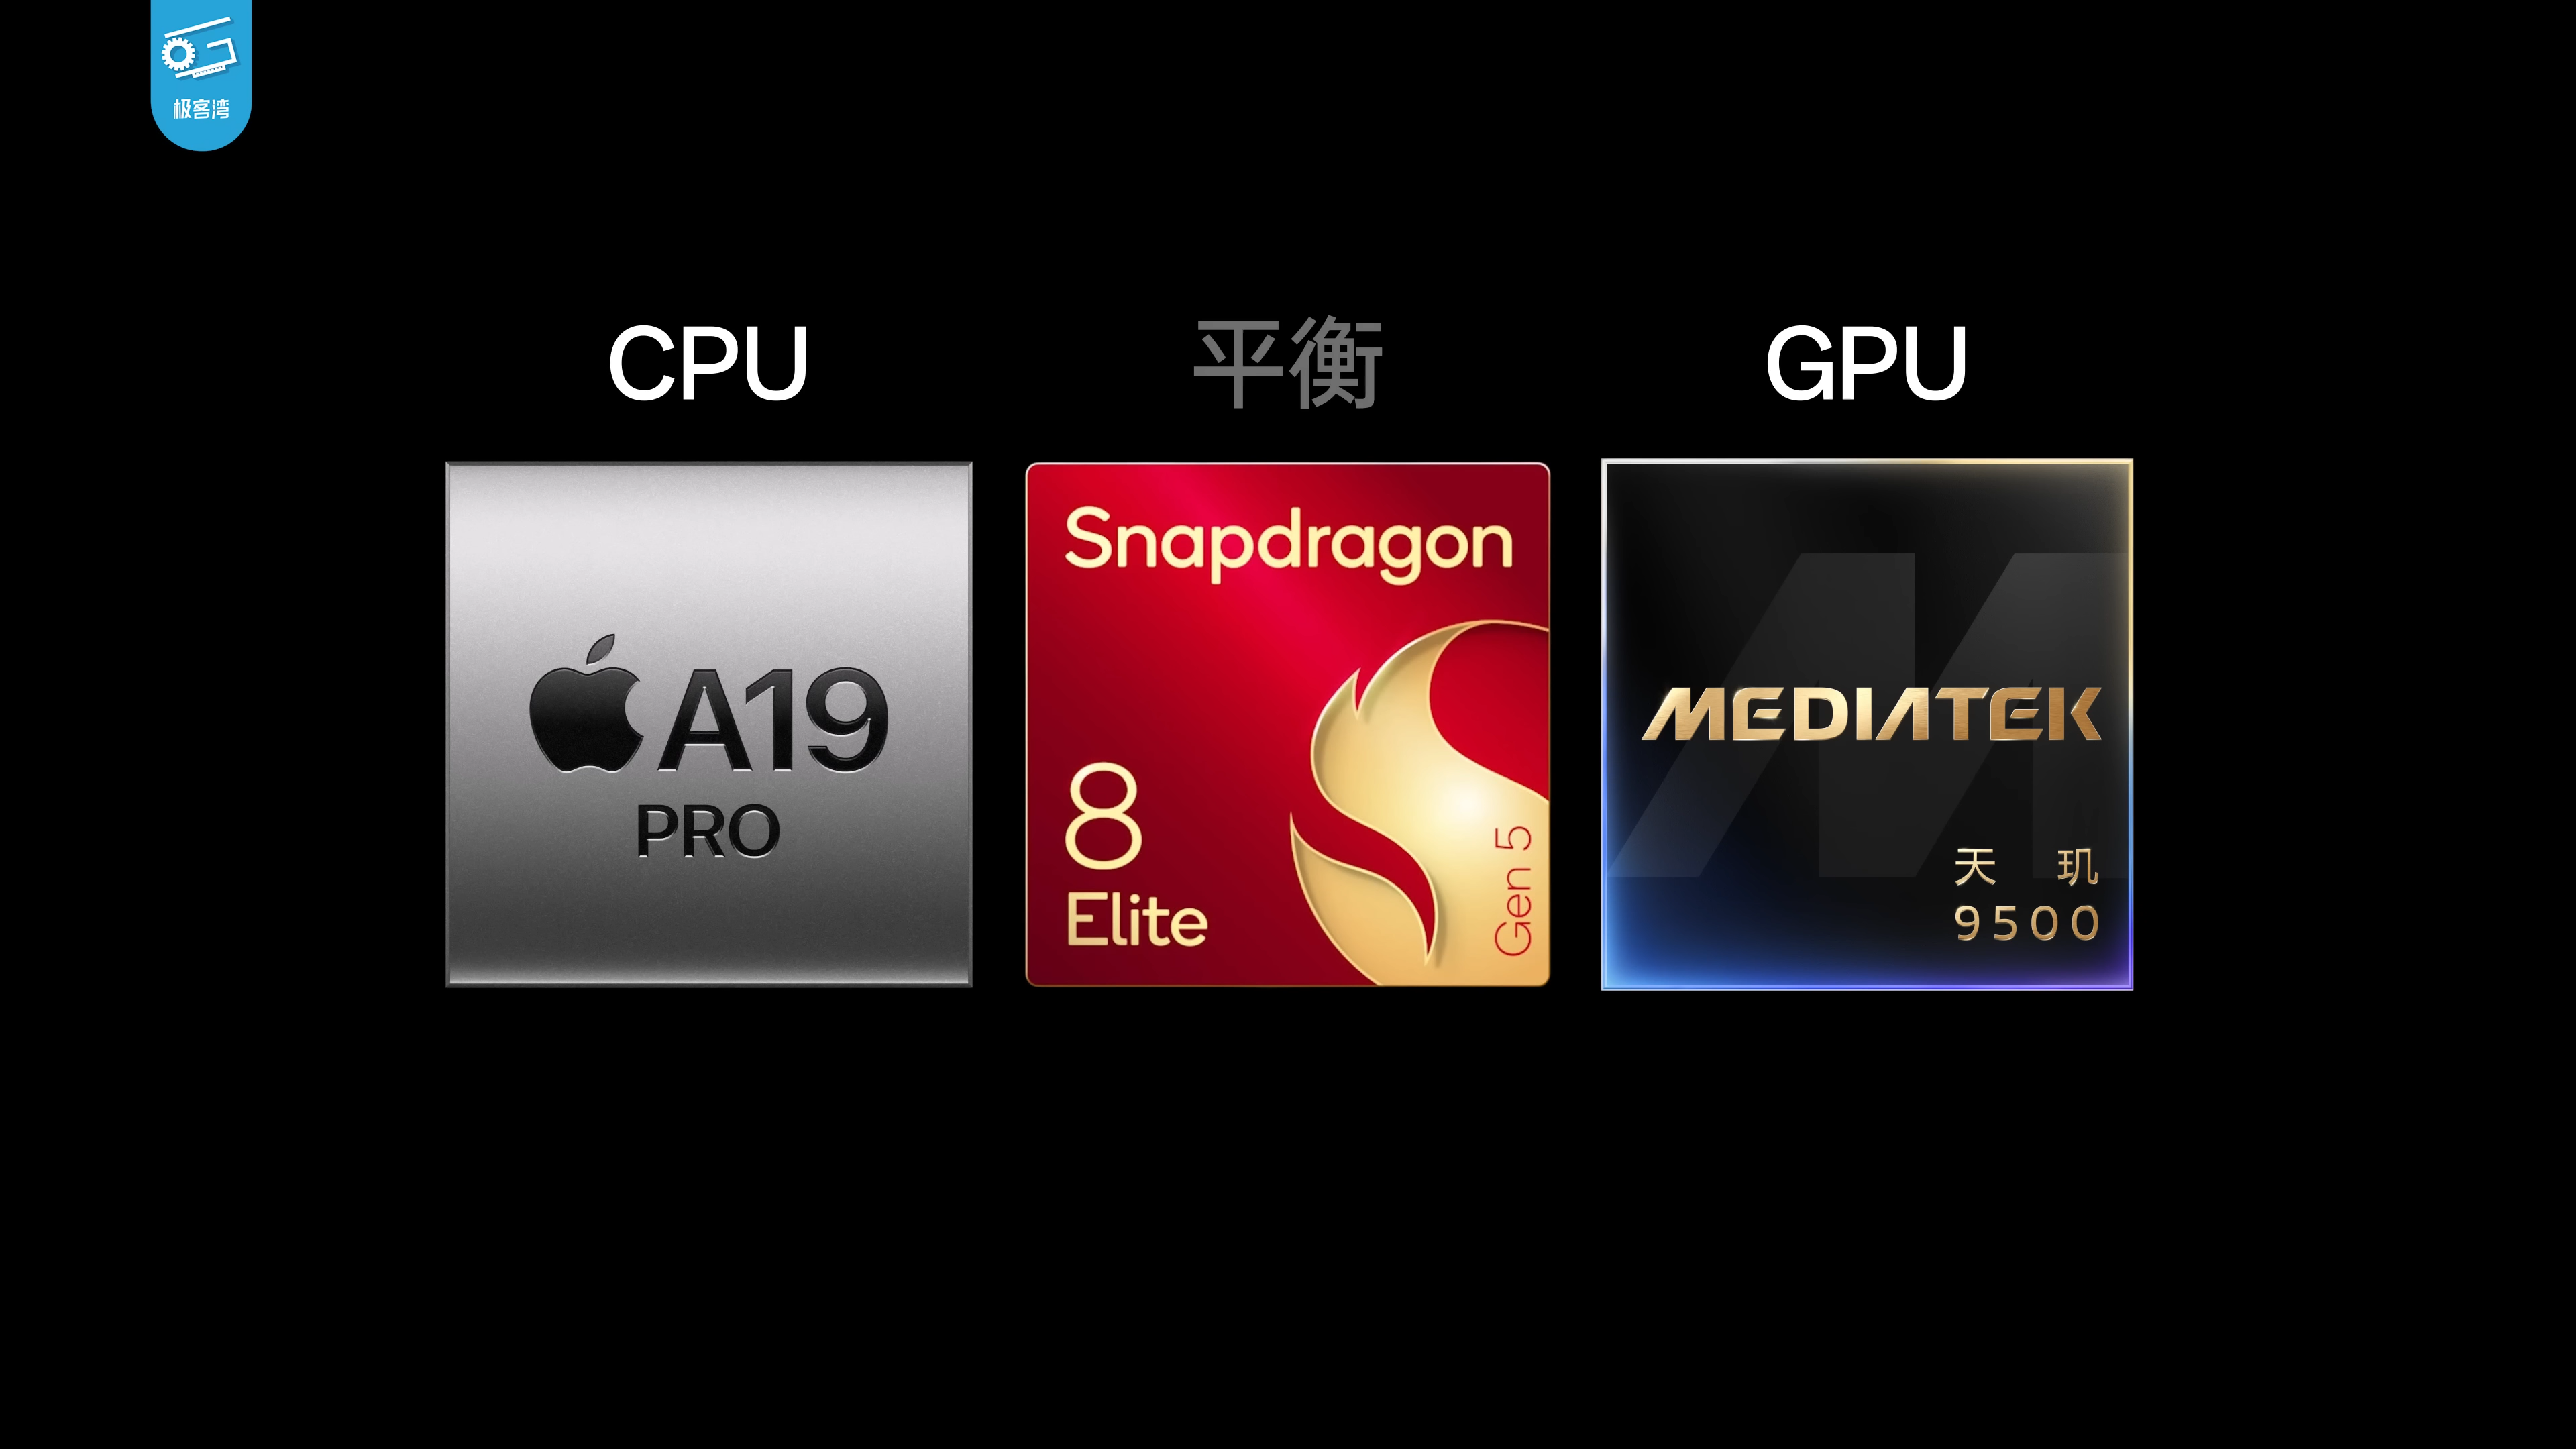 极客湾
CPU
平衡
GPU
A19
PRO
Snapdragon
8
Elite
Gen 5
MEDIATEK
天玑
9500